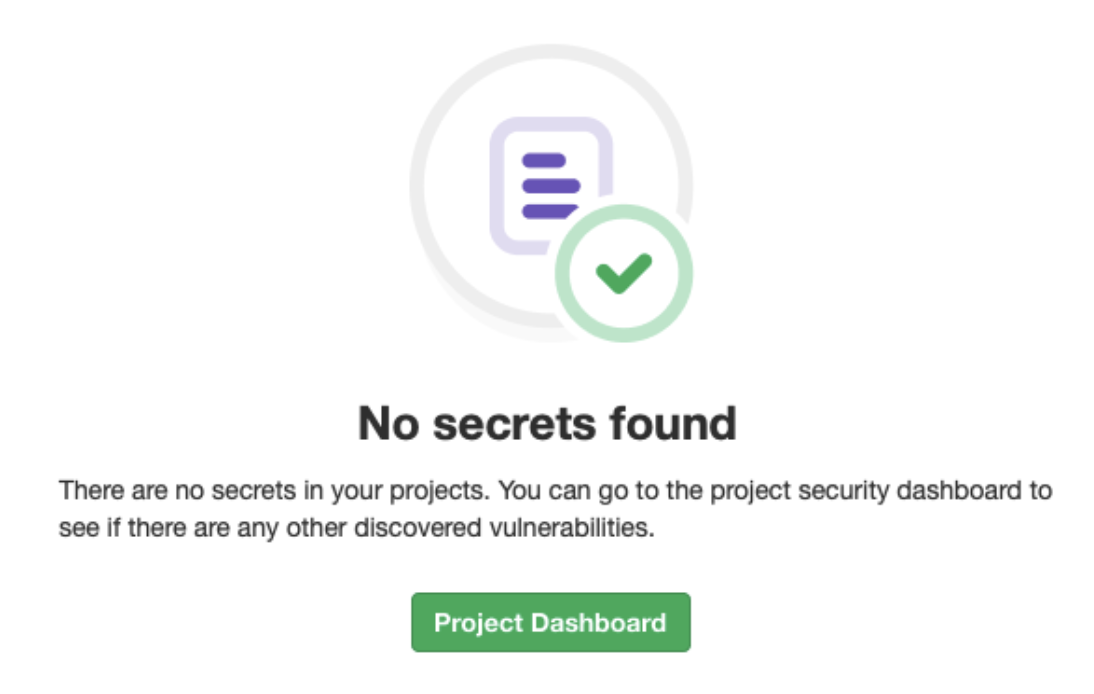 No secrets found
There are no secrets in your projects. You can go to the project security dashboard to
see if there are any other discovered vulnerabilities.
Project Dashboard